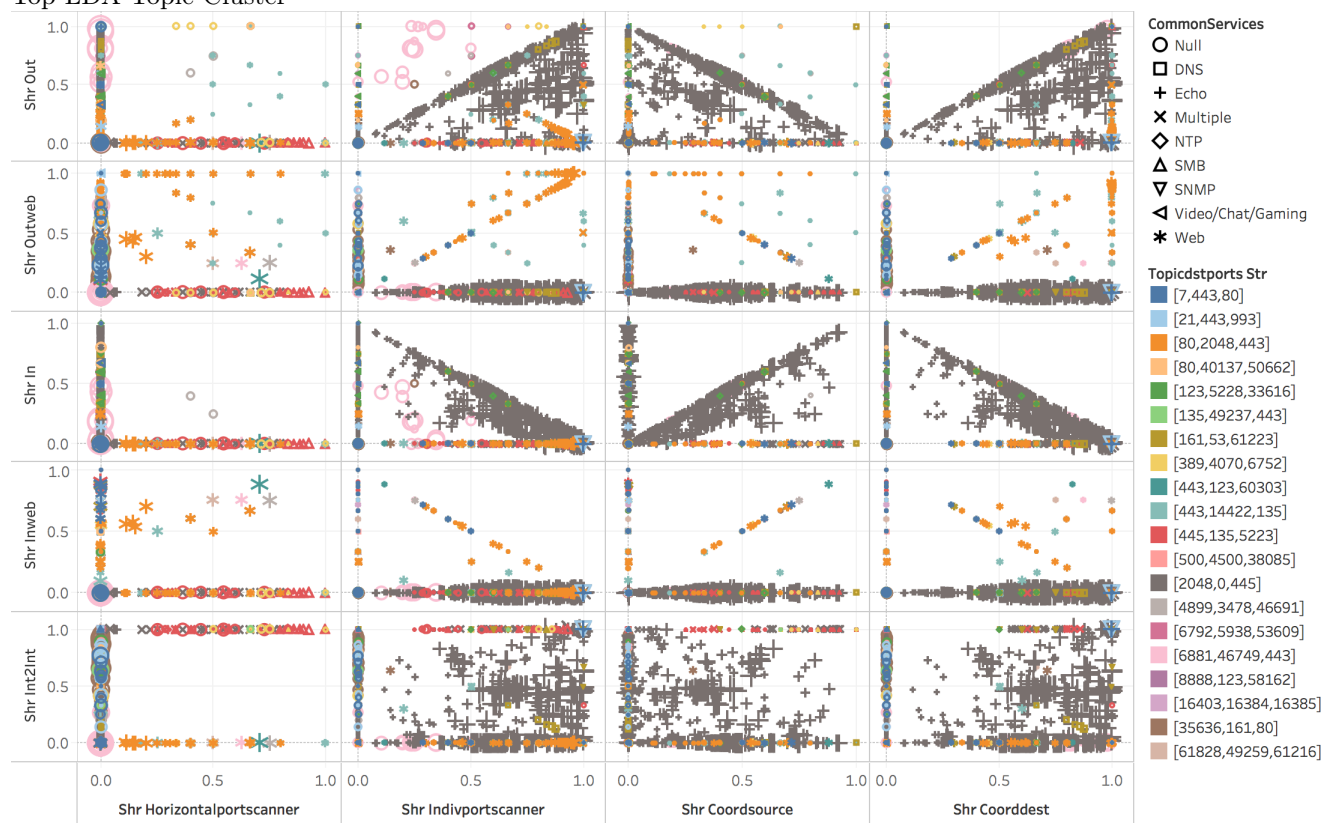 Top LDA Topic Cluster
1.0
Shr Out
0.5
0.0
1.0
Shr Outweb
0.5
0.0
1.0
Shr In
0.5
0.0
1.0
Shr Inweb
0.5
0.0
1.0
Shr Int2Int
0.5
0.0
0.0 0.5 1.0 0.0 0.5 1.0 0.0 0.5 1.0 0.0 0.5 1.0
Shr Horizontalportscanner Shr Indivportscanner Shr Coordsource Shr Coorddest
CommonServices
Null
DNS
Echo
Multiple
NTP
SMB
SNMP
Video/Chat/Gaming
Web
Topicdstports Str
[7,443,80]
[21,443,993]
[80,2048,443]
[80,40137,50662]
[123,5228,33616]
[135,49237,443]
[161,53,61223]
[389,4070,6752]
[443,123,60303]
[443,14422,135]
[445,135,5223]
[500,4500,38085]
[2048,0,445]
[4899,3478,46691]
[6792,5938,53609]
[6881,46749,443]
[8888,123,58162]
[16403,16384,16385]
[35636,161,80]
[61828,49259,61216]